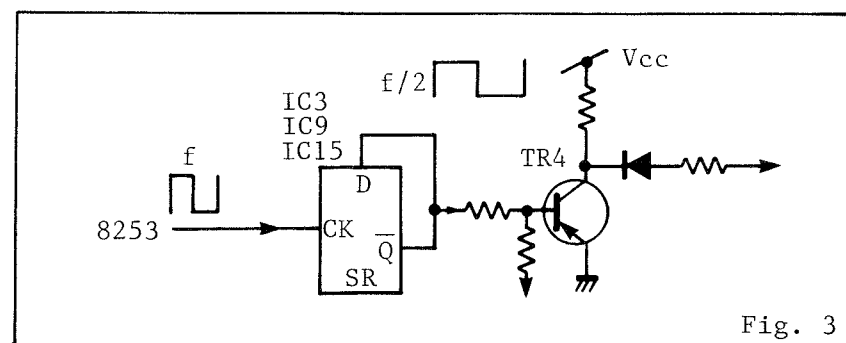 Vcc
f/2
IC3
IC9
IC15
TR4
f
D
8253
CK
Q̅
SR
Fig. 3